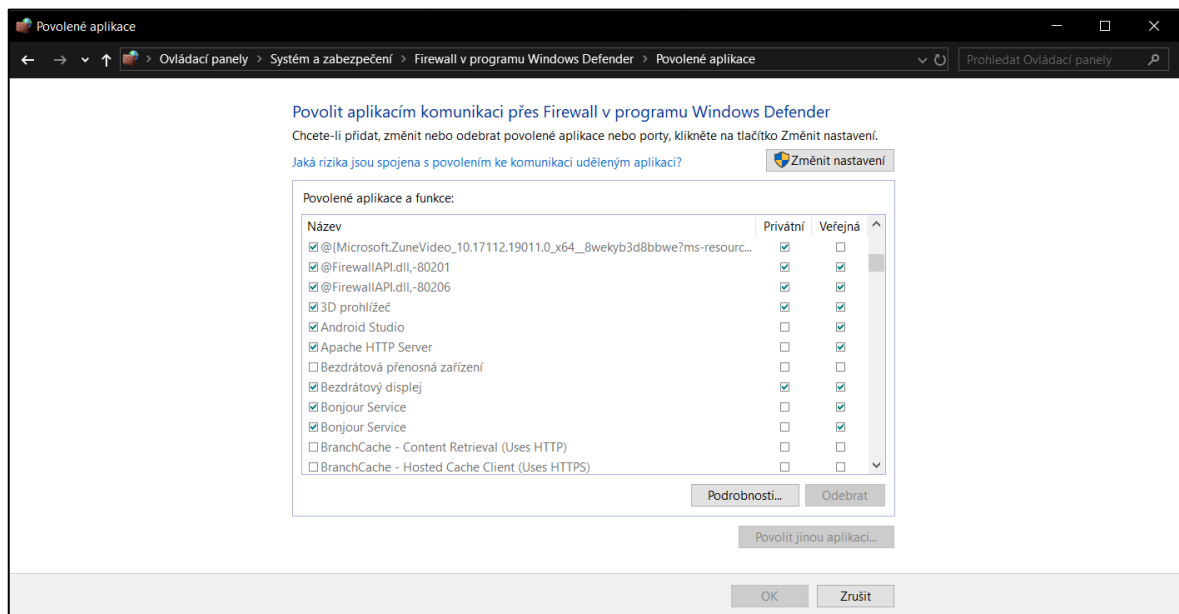 Povolené aplikace
Ovládací panely > Systém a zabezpečení > Firewall v programu Windows Defender > Povolené aplikace
Prohledat Ovládací panely
Povolit aplikacím komunikaci přes Firewall v programu Windows Defender
Chcete-li přidat, změnit nebo odebrat povolené aplikace nebo porty, klikněte na tlačítko Změnit nastavení.
Jaká rizika jsou spojena s povolením ke komunikaci uděleným aplikaci?
Změnit nastavení
Povolené aplikace a funkce:
Název Privátní Veřejná
@{Microsoft.ZuneVideo_10.17112.19011.0_x64__8wekyb3d8bbwe?ms-resourc...
@FirewallAPI.dll,-80201
@FirewallAPI.dll,-80206
3D prohlížeč
Android Studio
Apache HTTP Server
Bezdrátová přenosná zařízení
Bezdrátový displej
Bonjour Service
Bonjour Service
BranchCache - Content Retrieval (Uses HTTP)
BranchCache - Hosted Cache Client (Uses HTTPS)
Podrobnosti... Odebrat
Povolit jinou aplikaci...
OK Zrušit